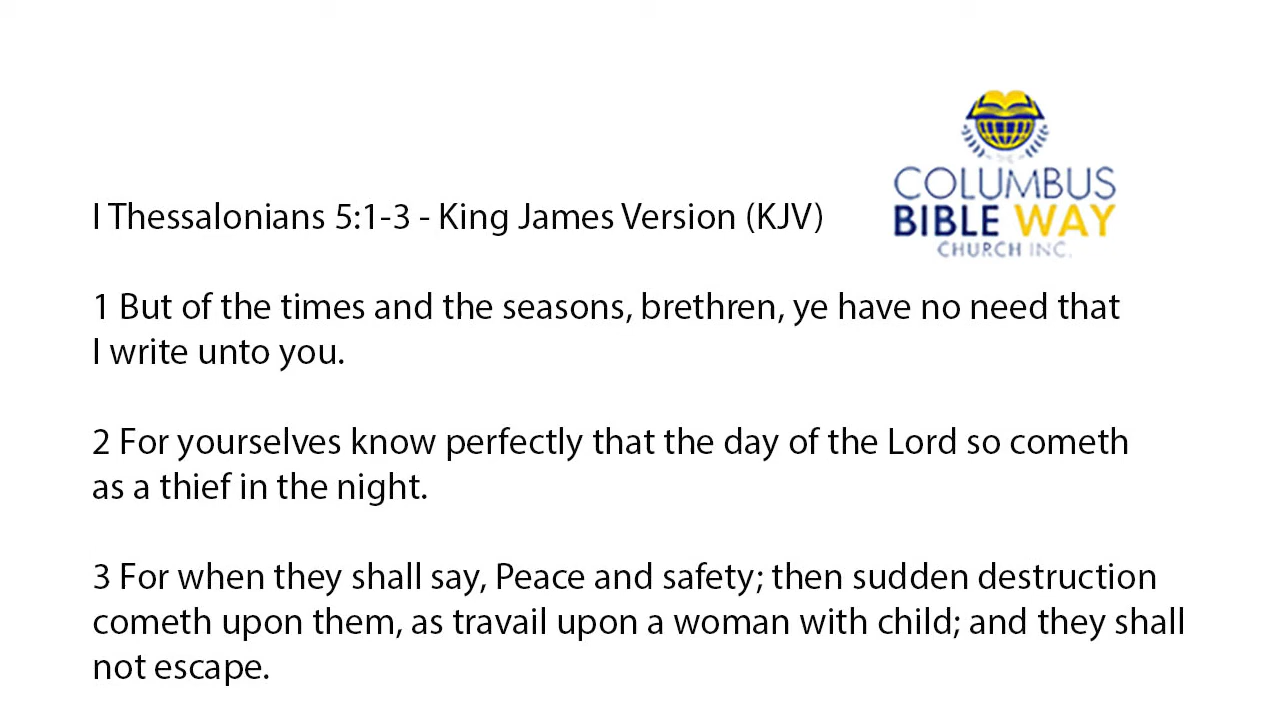 I Thessalonians 5:1-3 - King James Version (KJV)
COLUMBUS
BIBLE WAY
CHURCH INC.
1 But of the times and the seasons, brethren, ye have no need that
I write unto you.
2 For yourselves know perfectly that the day of the Lord so cometh
as a thief in the night.
3 For when they shall say, Peace and safety; then sudden destruction
cometh upon them, as travail upon a woman with child; and they shall
not escape.